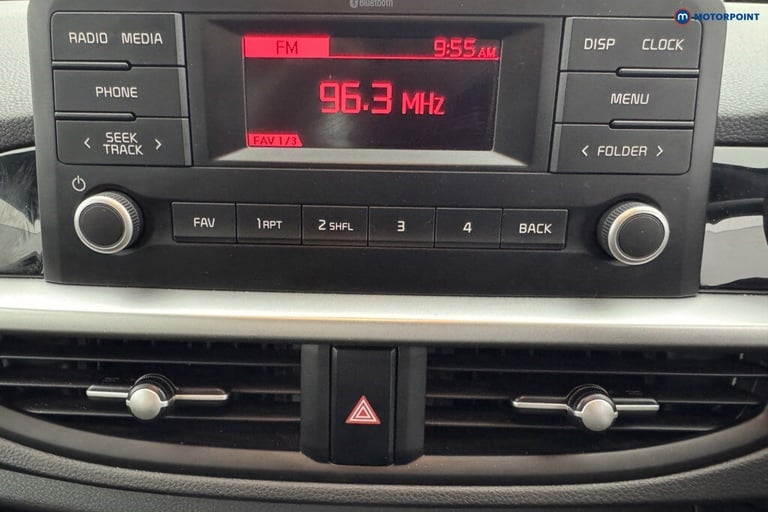 Bluetooth
MOTORPOINT
RADIO MEDIA
FM 9:55 AM
DISP CLOCK
PHONE
96.3 MHz
MENU
< SEEK TRACK >
FAV 1/3
< FOLDER >
FAV 1 RPT 2 SHFL 3 4 BACK